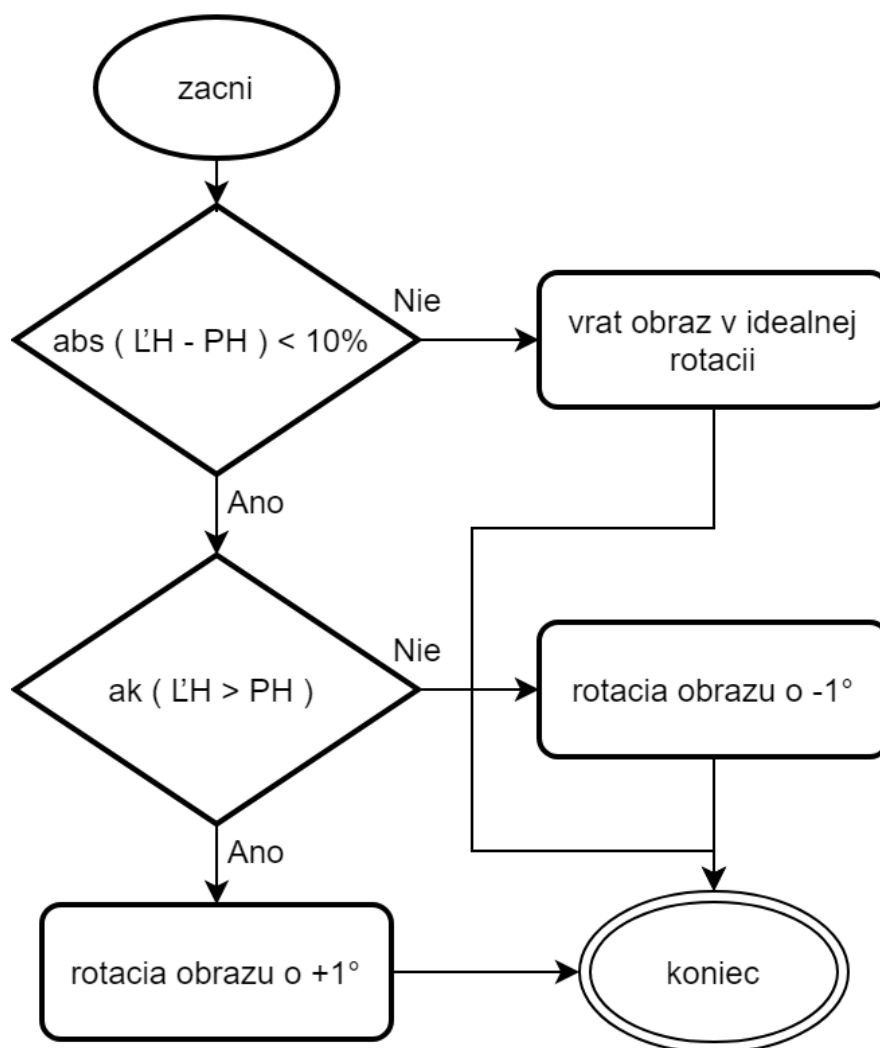 zacni
abs ( ĽH - PH ) < 10%
Nie
vrat obraz v idealnej
rotacii
Ano
ak ( ĽH > PH )
Nie
rotacia obrazu o -1°
Ano
rotacia obrazu o +1°
koniec